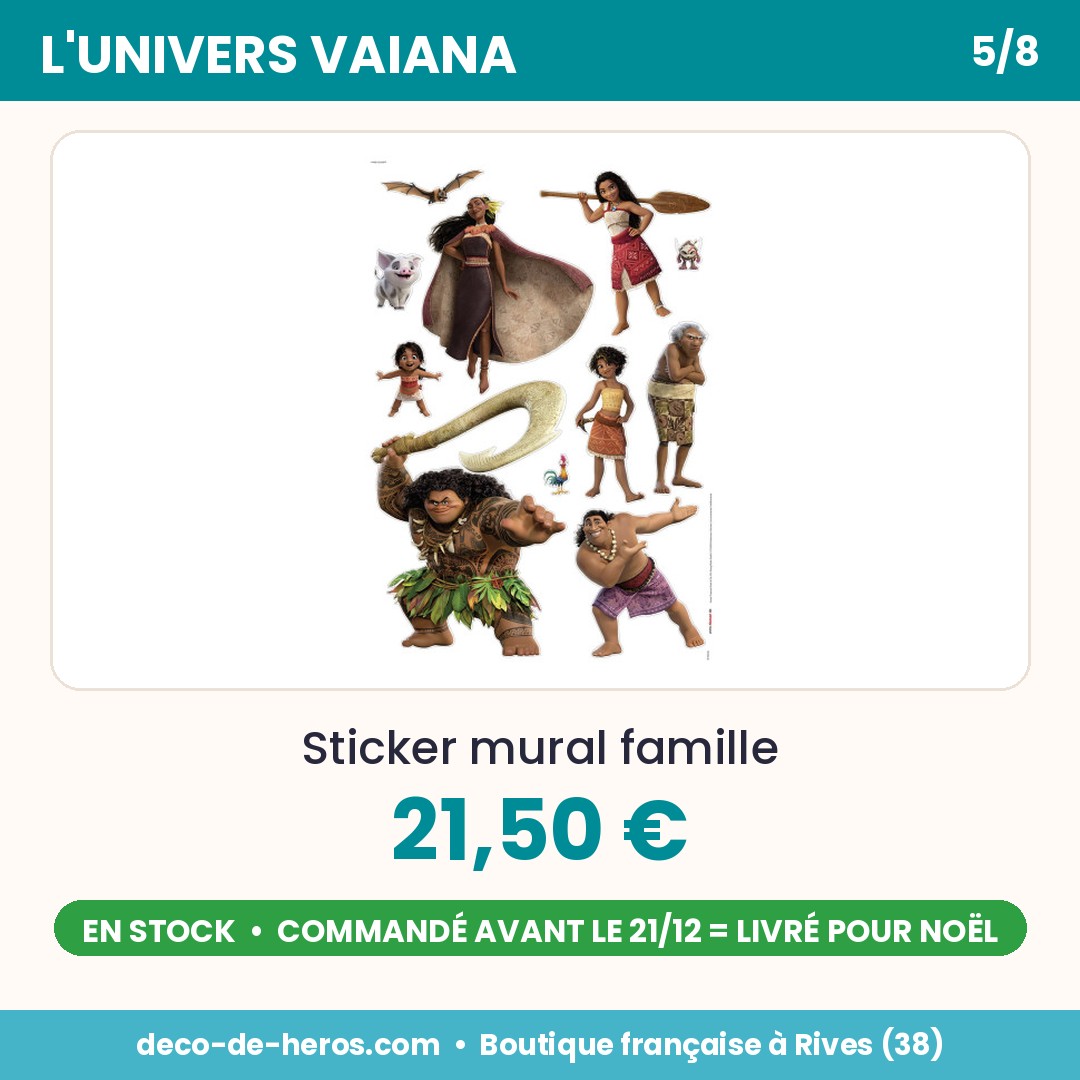 L'UNIVERS VAIANA
5/8
Sticker mural famille
21,50 €
EN STOCK • COMMANDÉ AVANT LE 21/12 = LIVRÉ POUR NOËL
deco-de-heros.com • Boutique française à Rives (38)